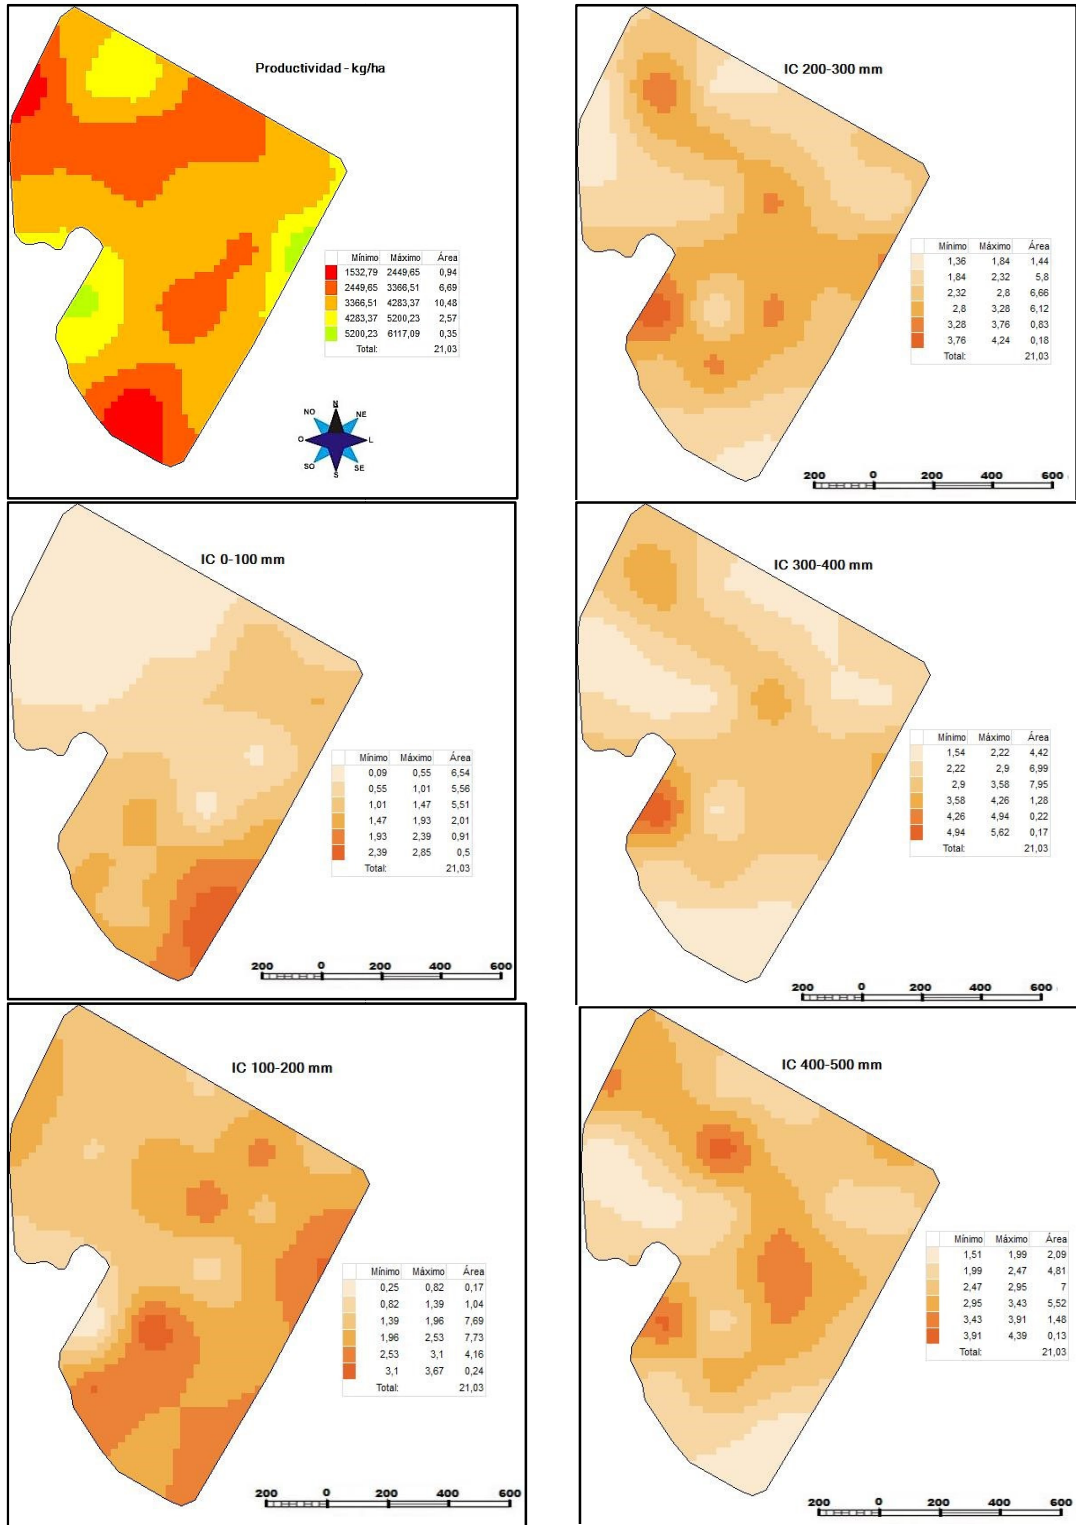 Productividad - kg/ha
Mínimo Máximo Área
1532,79 2449,65 0,94
2449,65 3366,51 6,69
3366,51 4283,37 10,48
4283,37 5200,23 2,57
5200,23 6117,09 0,35
Total: 21,03
N
NO NE
O L
SO SE
S
IC 200-300 mm
Mínimo Máximo Área
1,36 1,84 1,44
1,84 2,32 5,8
2,32 2,8 6,66
2,8 3,28 6,12
3,28 3,76 0,83
3,76 4,24 0,18
Total: 21,03
200 0 200 400 600
IC 0-100 mm
Mínimo Máximo Área
0,09 0,55 6,54
0,55 1,01 5,56
1,01 1,47 5,51
1,47 1,93 2,01
1,93 2,39 0,91
2,39 2,85 0,5
Total: 21,03
200 0 200 400 600
IC 300-400 mm
Mínimo Máximo Área
1,54 2,22 4,42
2,22 2,9 6,99
2,9 3,58 7,95
3,58 4,26 1,28
4,26 4,94 0,22
4,94 5,62 0,17
Total: 21,03
200 0 200 400 600
IC 100-200 mm
Mínimo Máximo Área
0,25 0,82 0,17
0,82 1,39 1,04
1,39 1,96 7,69
1,96 2,53 7,73
2,53 3,1 4,16
3,1 3,67 0,24
Total: 21,03
200 0 200 400 600
IC 400-500 mm
Mínimo Máximo Área
1,51 1,99 2,09
1,99 2,47 4,81
2,47 2,95 7
2,95 3,43 5,52
3,43 3,91 1,48
3,91 4,39 0,13
Total: 21,03
200 0 200 400 600